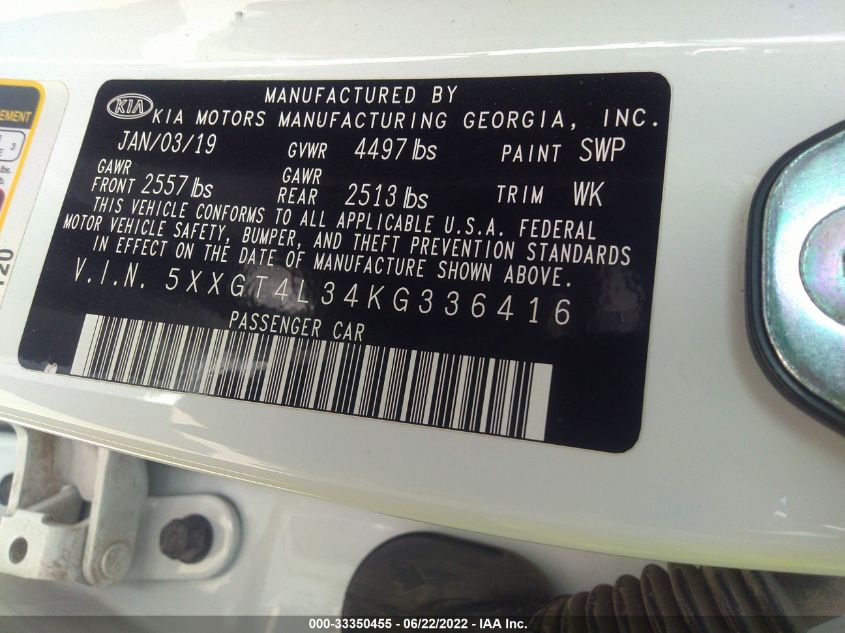 MANUFACTURED BY
KIA KIA MOTORS MANUFACTURING GEORGIA, INC.
JAN/03/19 GVWR 4497 lbs PAINT SWP
GAWR FRONT 2557 lbs GAWR REAR 2513 lbs TRIM WK
THIS VEHICLE CONFORMS TO ALL APPLICABLE U.S.A. FEDERAL
MOTOR VEHICLE SAFETY, BUMPER, AND THEFT PREVENTION STANDARDS
IN EFFECT ON THE DATE OF MANUFACTURE SHOWN ABOVE.
V.I.N. 5XXGT4L34KG336416
PASSENGER CAR
3
lbs.
120
000-33350455 - 06/22/2022 - IAA Inc.